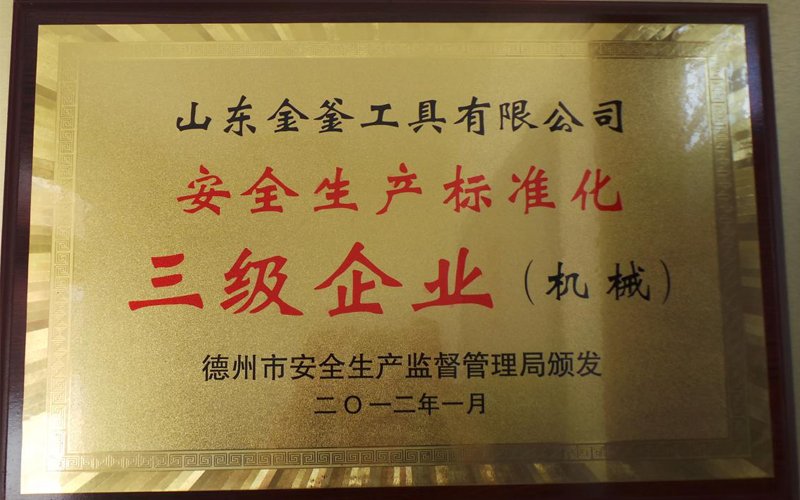 山东金釜工具有限公司
安全生产标准化
三级企业（机械）
德州市安全生产监督管理局颁发
二〇一二年一月